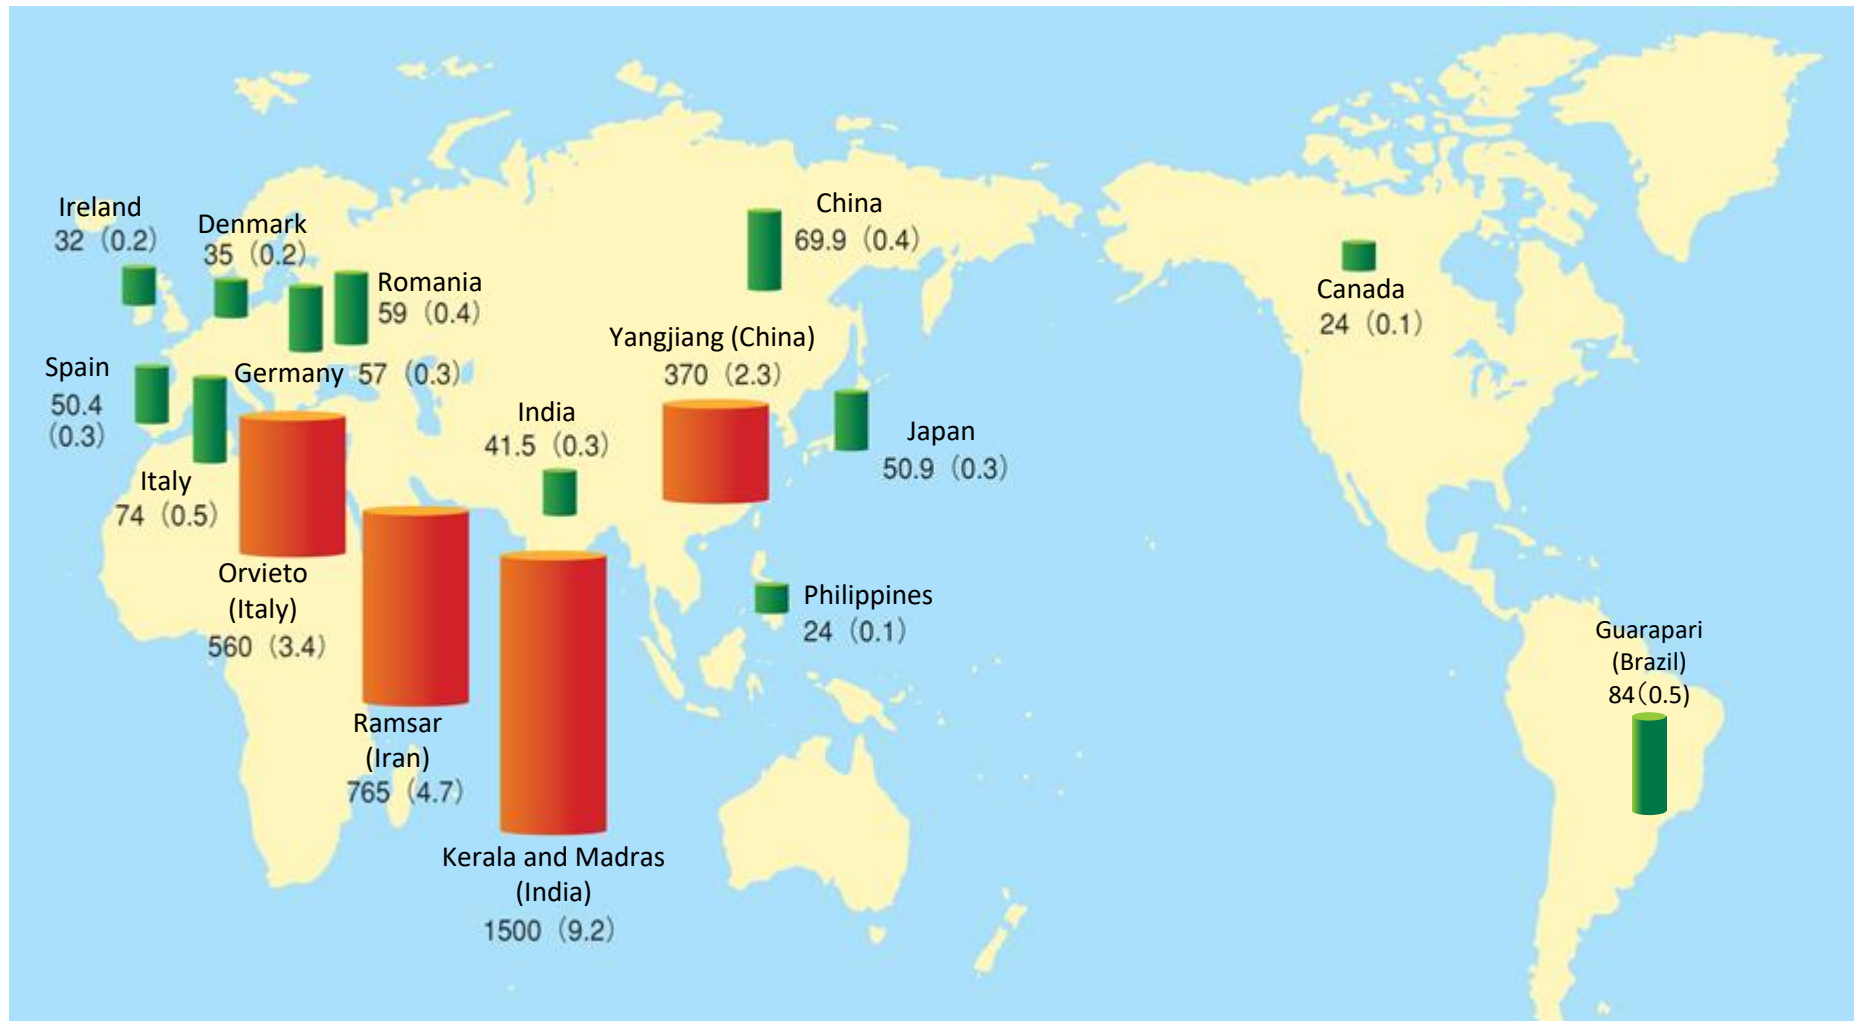 Ireland
32（0.2）
Denmark
35（0.2）
Romania
59（0.4）
China
69.9（0.4）
Canada
24（0.1）
Spain
50.4
（0.3）
Germany 57（0.3）
Yangjiang (China)
370（2.3）
India
41.5（0.3）
Japan
50.9（0.3）
Italy
74（0.5）
Orvieto
(Italy)
560（3.4）
Philippines
24（0.1）
Guarapari
(Brazil)
84（0.5)
Ramsar
(Iran)
765（4.7）
Kerala and Madras
(India)
1500（9.2）